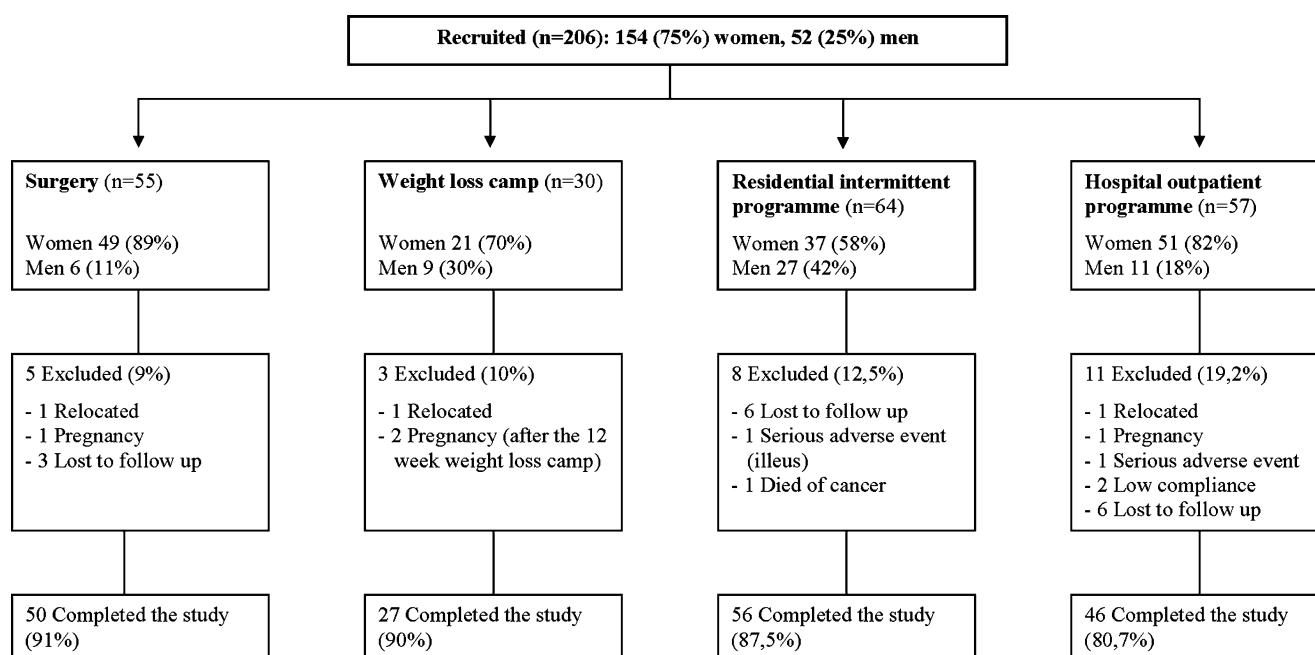 Recruited (n=206): 154 (75%) women, 52 (25%) men
Surgery (n=55)
Women 49 (89%)
Men 6 (11%)
Weight loss camp (n=30)
Women 21 (70%)
Men 9 (30%)
Residential intermittent
programme (n=64)
Women 37 (58%)
Men 27 (42%)
Hospital outpatient
programme (n=57)
Women 51 (82%)
Men 11 (18%)
5 Excluded (9%)
- 1 Relocated
- 1 Pregnancy
- 3 Lost to follow up
3 Excluded (10%)
- 1 Relocated
- 2 Pregnancy (after the 12
week weight loss camp)
8 Excluded (12,5%)
- 6 Lost to follow up
- 1 Serious adverse event
(illeus)
- 1 Died of cancer
11 Excluded (19,2%)
- 1 Relocated
- 1 Pregnancy
- 1 Serious adverse event
- 2 Low compliance
- 6 Lost to follow up
50 Completed the study
(91%)
27 Completed the study
(90%)
56 Completed the study
(87,5%)
46 Completed the study
(80,7%)